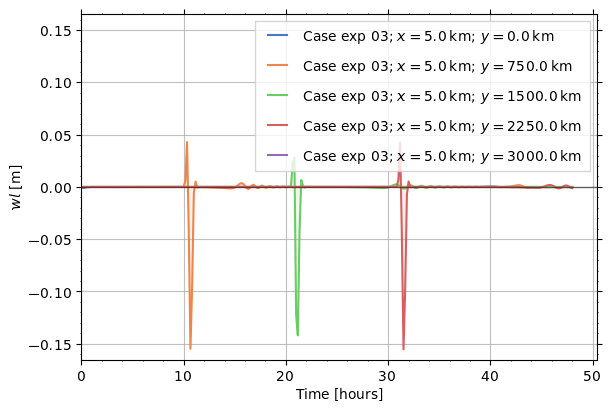 0.15
0.10
0.05
0.00
−0.05
−0.10
−0.15
wl [m]
0
10
20
30
40
50
Time [hours]
Case exp 03; x = 5.0 km; y = 0.0 km
Case exp 03; x = 5.0 km; y = 750.0 km
Case exp 03; x = 5.0 km; y = 1500.0 km
Case exp 03; x = 5.0 km; y = 2250.0 km
Case exp 03; x = 5.0 km; y = 3000.0 km